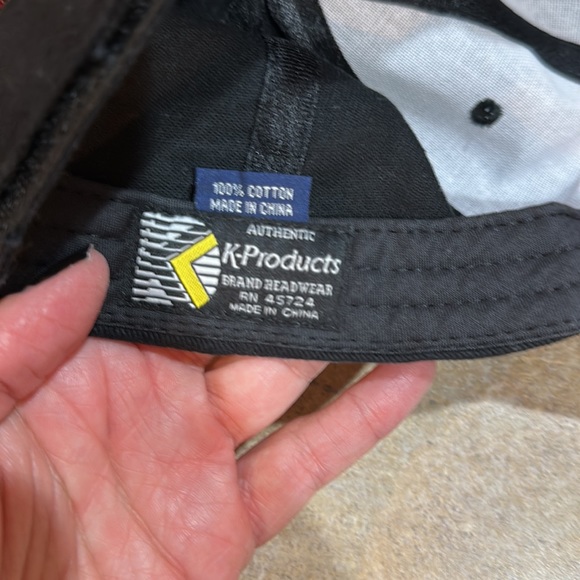 100% COTTON
MADE IN CHINA
AUTHENTIC
K-Products
BRAND HEADWEAR
RN 45724
MADE IN CHINA